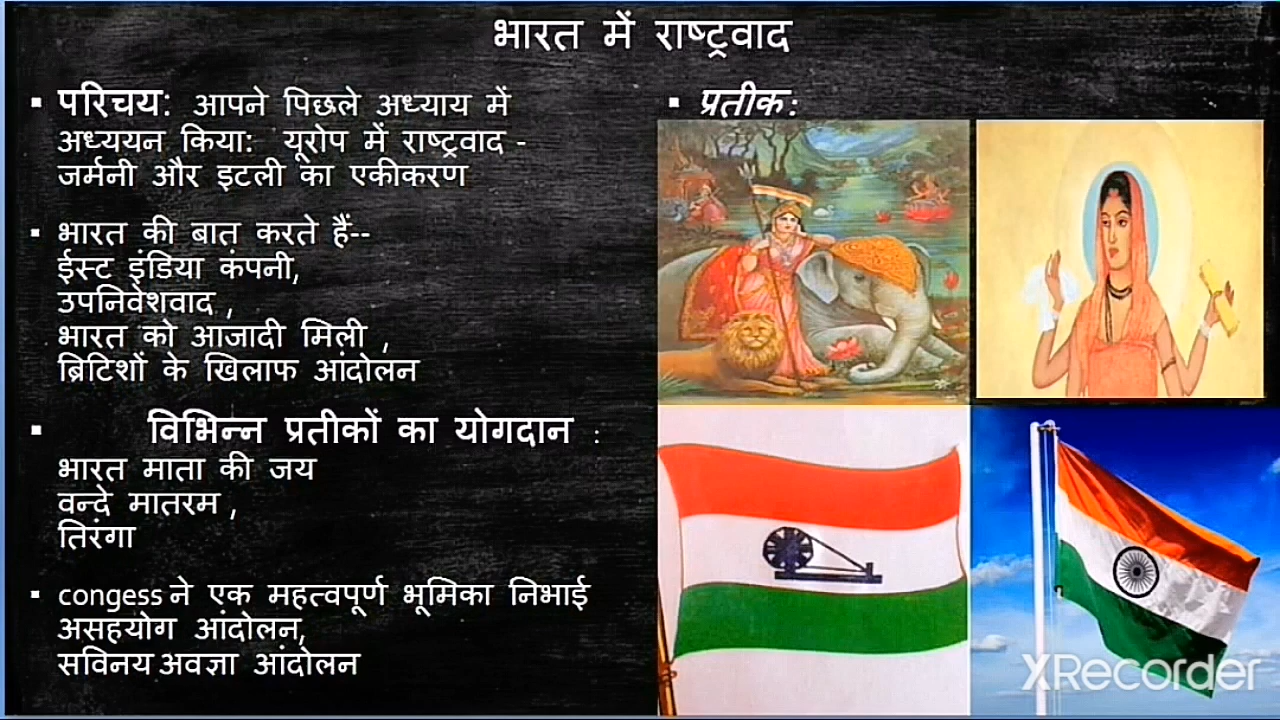 भारत में राष्ट्रवाद
▪ परिचय: आपने पिछले अध्याय में
अध्ययन किया: यूरोप में राष्ट्रवाद -
जर्मनी और इटली का एकीकरण
▪ भारत की बात करते हैं--
ईस्ट इंडिया कंपनी,
उपनिवेशवाद ,
भारत को आजादी मिली ,
ब्रिटिशों के खिलाफ आंदोलन
▪ विभिन्न प्रतीकों का योगदान :
भारत माता की जय
वन्दे मातरम ,
तिरंगा
▪ congess ने एक महत्वपूर्ण भूमिका निभाई
असहयोग आंदोलन,
सविनय अवज्ञा आंदोलन
▪ प्रतीक :
XRecorder